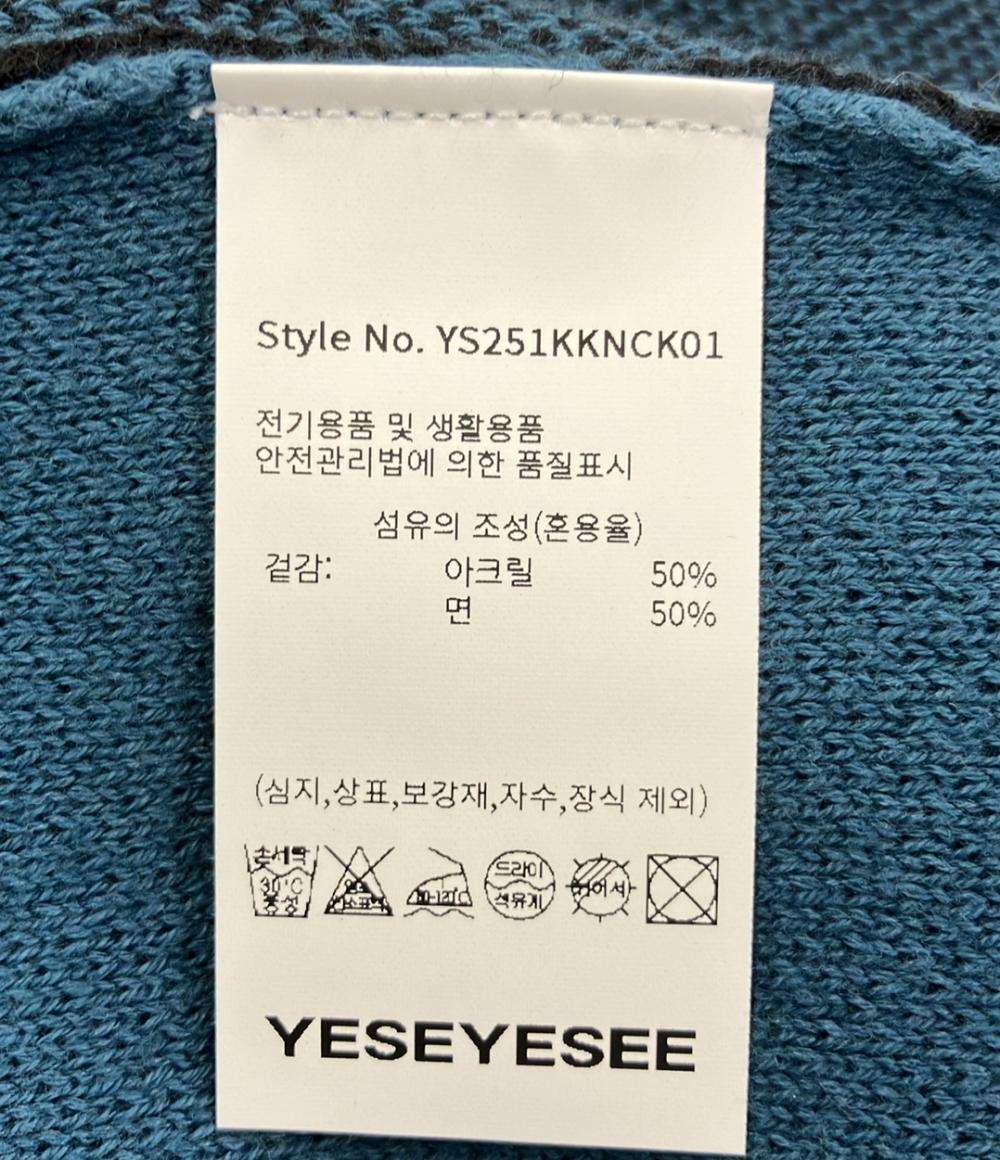 Style No. YS251KKNCK01
전기용품 및 생활용품
안전관리법에 의한 품질표시
섬유의 조성(혼용율)
겉감: 아크릴 50%
면 50%
(심지,상표,보강재,자수,장식 제외)
손세탁 드라이
30°C 중성 석유계
YESEYESEE